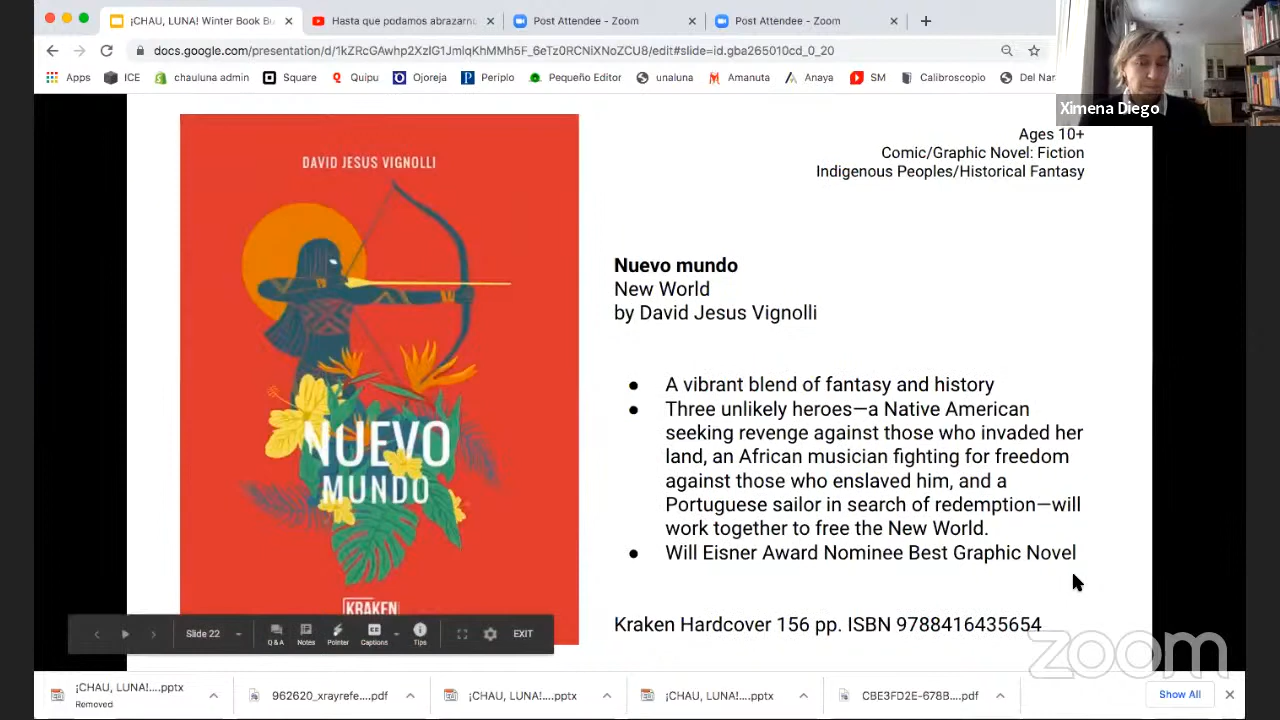 ¡CHAU, LUNA! Winter Book Bu
Hasta que podamos abrazarno
Post Attendee - Zoom
Post Attendee - Zoom
docs.google.com/presentation/d/1kZRcGAwhp2XzlG1JmlqKhMMh5F_6eTz0RCNiXNoZCU8/edit#slide=id.gba265010cd_0_20
Apps ICE chauluna admin Square Quipu Ojoreja Periplo Pequeño Editor unaluna Amanuta Anaya SM Calibroscopio Del Nar
Ximena Diego
Ages 10+
Comic/Graphic Novel: Fiction
Indigenous Peoples/Historical Fantasy
DAVID JESUS VIGNOLLI
NUEVO
MUNDO
KRAKEN
Nuevo mundo
New World
by David Jesus Vignolli
● A vibrant blend of fantasy and history
● Three unlikely heroes—a Native American
seeking revenge against those who invaded her
land, an African musician fighting for freedom
against those who enslaved him, and a
Portuguese sailor in search of redemption—will
work together to free the New World.
● Will Eisner Award Nominee Best Graphic Novel
Kraken Hardcover 156 pp. ISBN 9788416435654
Slide 22
Q & A
Notes
Pointer
Captions
Tips
EXIT
zoom
¡CHAU, LUNA!....pptx
Removed
962620_xrayrefe....pdf
¡CHAU, LUNA!....pptx
¡CHAU, LUNA!....pptx
CBE3FD2E-678B....pdf
Show All